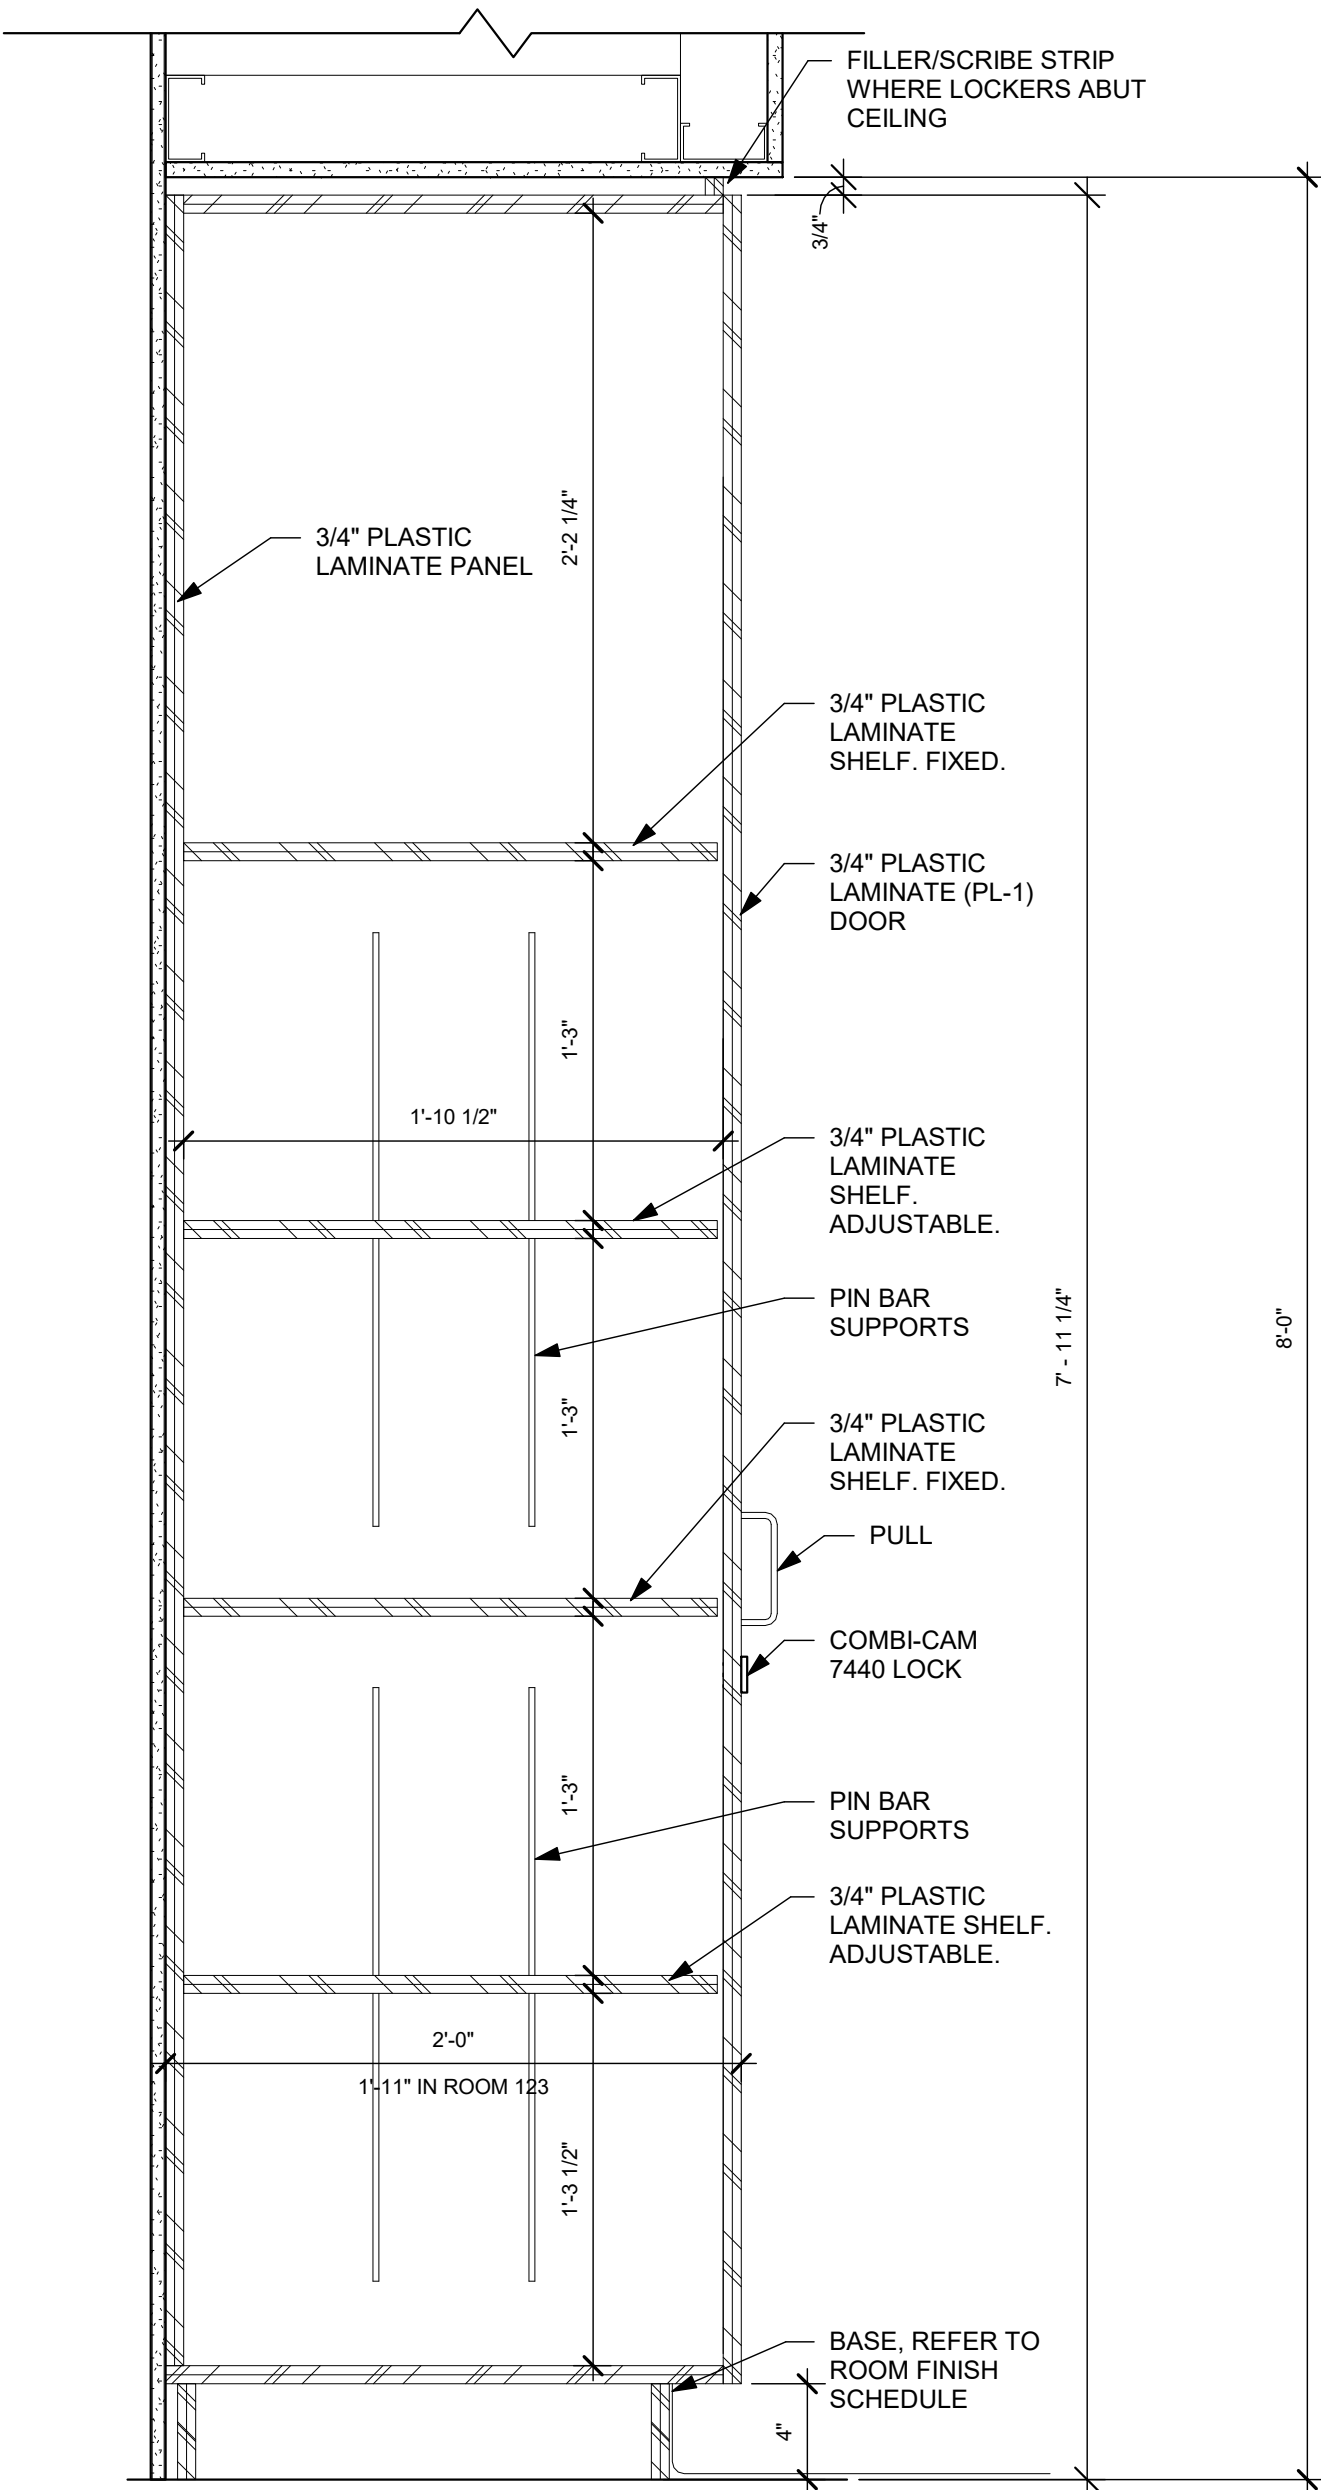 FILLER/SCRIBE STRIP
WHERE LOCKERS ABUT
CEILING
3/4"
2'-2 1/4"
3/4" PLASTIC
LAMINATE PANEL
3/4" PLASTIC
LAMINATE
SHELF. FIXED.
3/4" PLASTIC
LAMINATE (PL-1)
DOOR
1'-3"
1'-10 1/2"
3/4" PLASTIC
LAMINATE
SHELF.
ADJUSTABLE.
PIN BAR
SUPPORTS
7' - 11 1/4"
8'-0"
1'-3"
3/4" PLASTIC
LAMINATE
SHELF. FIXED.
PULL
COMBI-CAM
7440 LOCK
1'-3"
PIN BAR
SUPPORTS
3/4" PLASTIC
LAMINATE SHELF.
ADJUSTABLE.
2'-0"
1'-11" IN ROOM 123
1'-3 1/2"
BASE, REFER TO
ROOM FINISH
SCHEDULE
4"